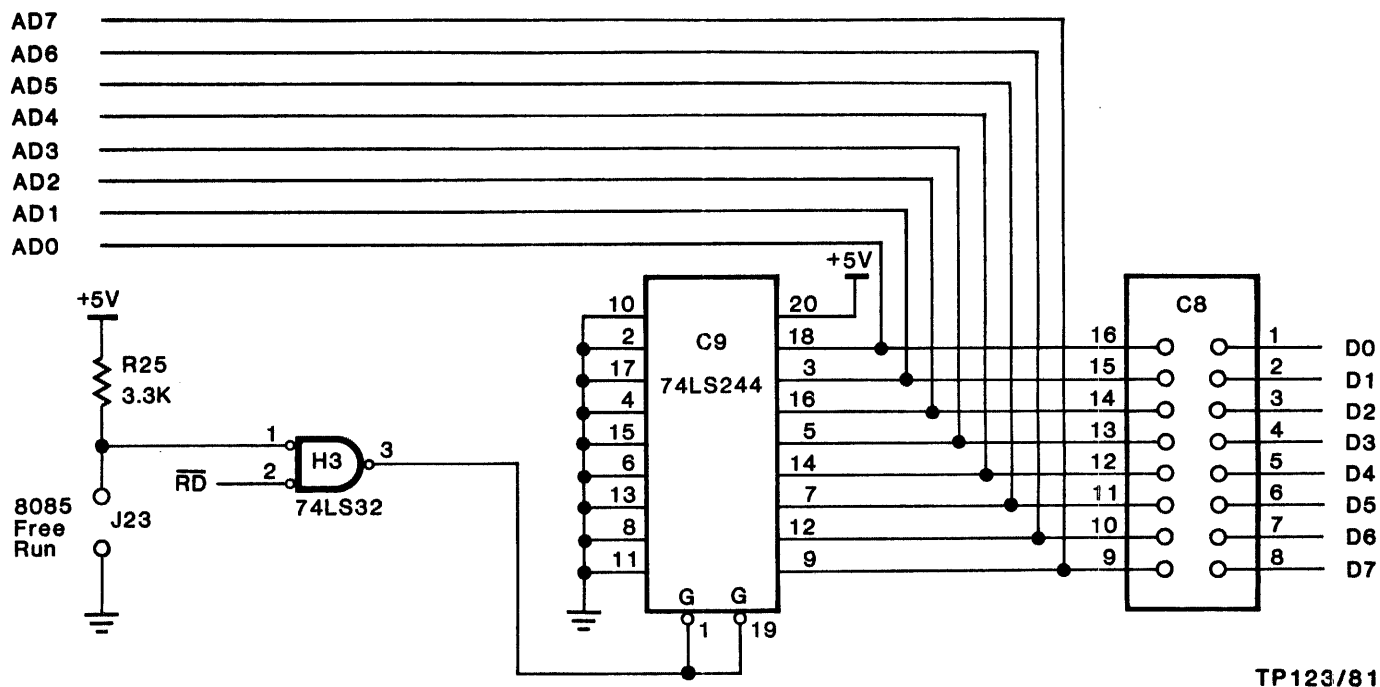 AD7
AD6
AD5
AD4
AD3
AD2
AD1
AD0
+5V
+5V
10
20
C8
2
C9
18
16
1
D0
R25
3.3K
17
74LS244
3
15
2
D1
4
16
14
3
D2
1
H3
3
15
5
13
4
D3
RD
2
6
14
12
5
D4
74LS32
8085
Free
Run
J23
13
7
11
6
D5
8
12
10
7
D6
11
9
9
8
D7
G
G
1
19
TP123/81